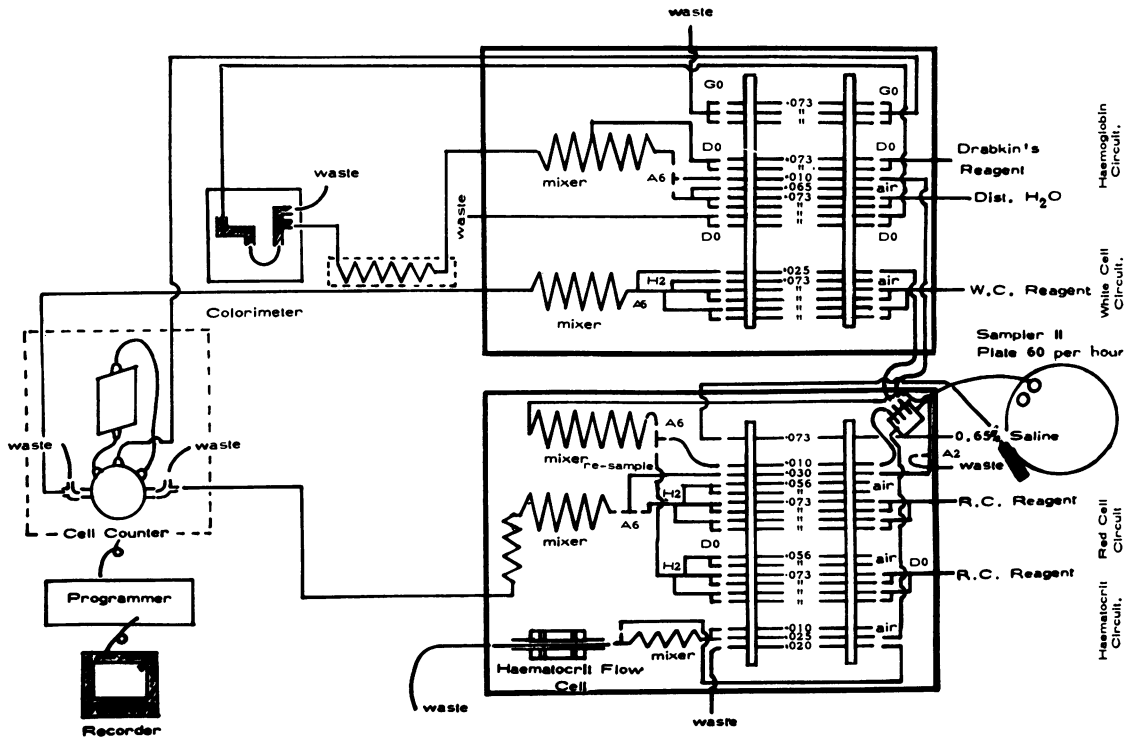 waste
G0
G0
.073
"
"
Haemoglobin
Circuit.
D0
D0
.073
"
.010
.065
.073
"
"
"
Drabkin's
Reagent
mixer
A6
air
Dist. H2O
waste
waste
D0
D0
Colorimeter
White Cell
Circuit.
.025
.073
"
"
"
"
H2
A6
air
W.C. Reagent
mixer
Sampler II
Plate 60 per hour
waste
waste
Cell Counter
Programmer
Recorder
A6
mixer
re-sample
.073
0.65% Saline
A2
waste
.010
.030
.056
"
.073
"
"
"
H2
air
R.C. Reagent
A6
mixer
Red Cell
Circuit
D0
D0
.056
"
.073
"
"
"
H2
air
R.C. Reagent
Haematocrit
Circuit.
.010
.025
.020
air
mixer
Haematocrit Flow
Cell
waste
waste